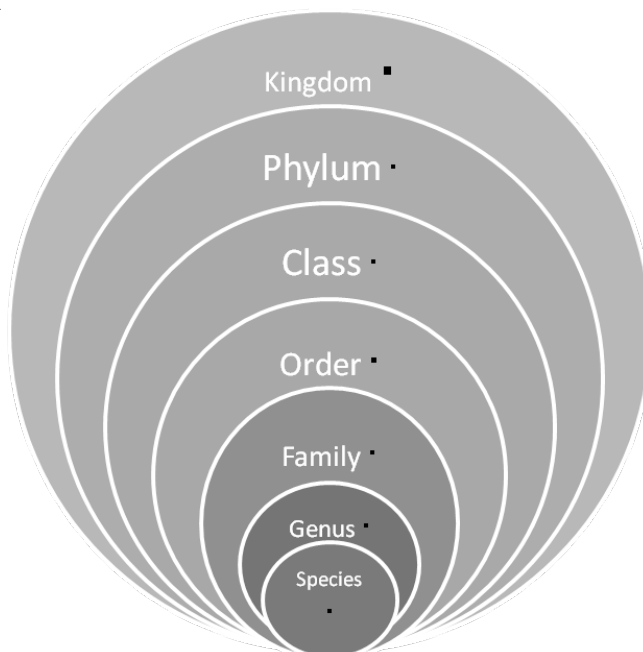 Kingdom
Phylum
Class
Order
Family
Genus
Species